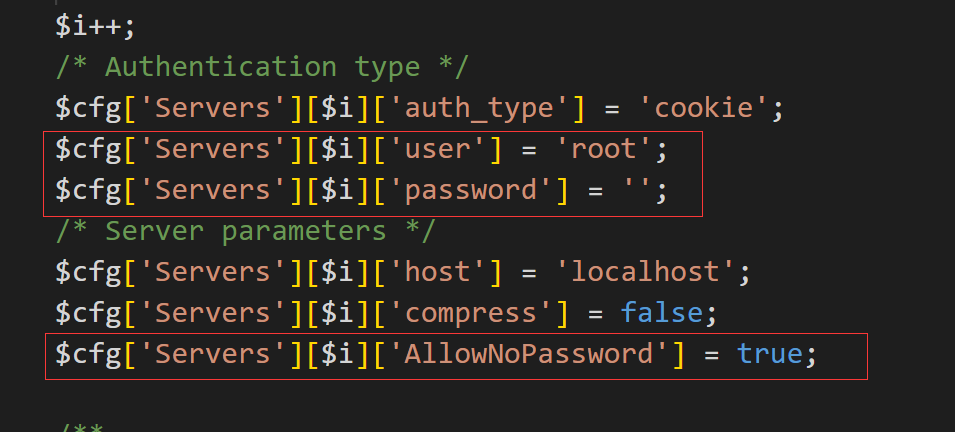 $i++;
/* Authentication type */
$cfg['Servers'][$i]['auth_type'] = 'cookie';
$cfg['Servers'][$i]['user'] = 'root';
$cfg['Servers'][$i]['password'] = '';
/* Server parameters */
$cfg['Servers'][$i]['host'] = 'localhost';
$cfg['Servers'][$i]['compress'] = false;
$cfg['Servers'][$i]['AllowNoPassword'] = true;
/**